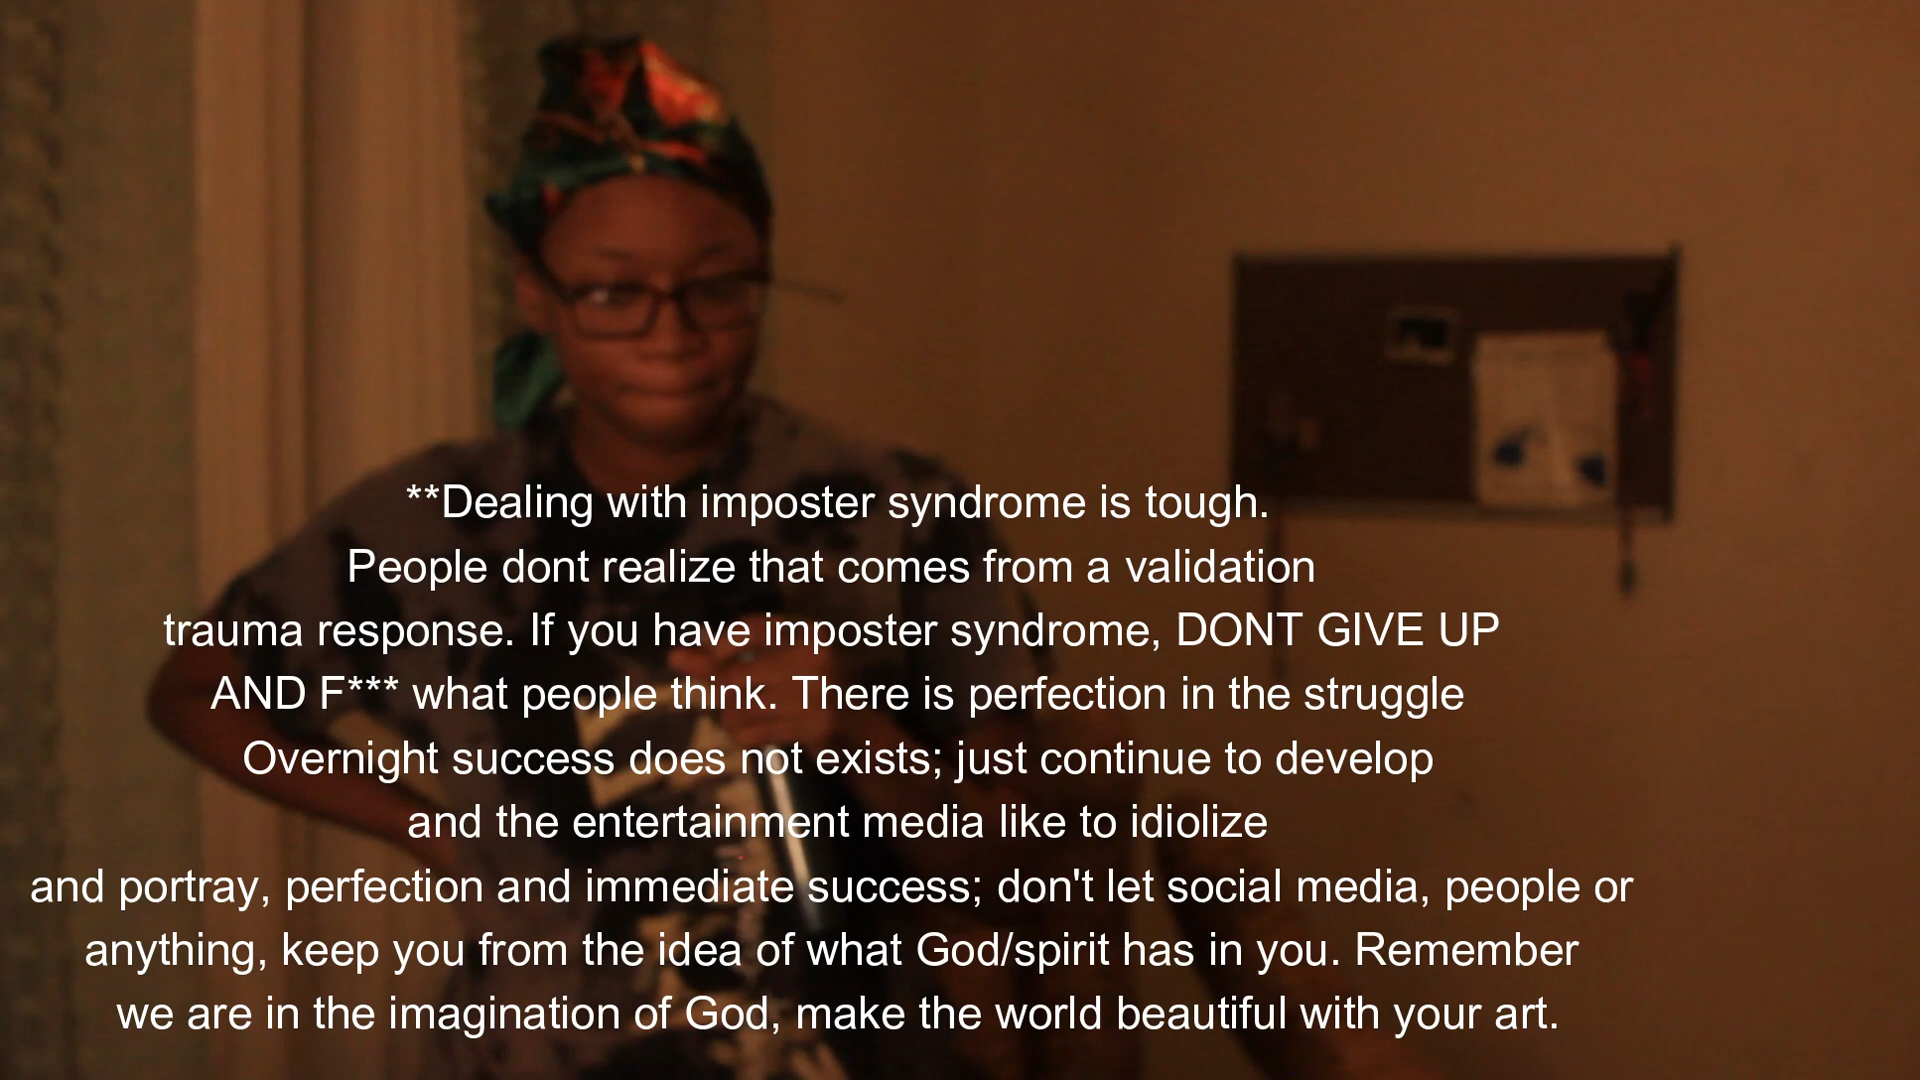 **Dealing with imposter syndrome is tough.
People dont realize that comes from a validation
trauma response. If you have imposter syndrome, DONT GIVE UP
AND F*** what people think. There is perfection in the struggle
Overnight success does not exists; just continue to develop
and the entertainment media like to idiolize
and portray, perfection and immediate success; don't let social media, people or
anything, keep you from the idea of what God/spirit has in you. Remember
we are in the imagination of God, make the world beautiful with your art.